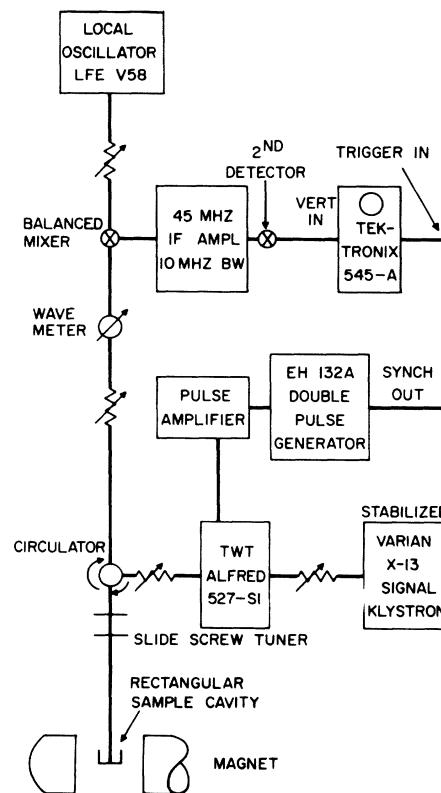 LOCAL
OSCILLATOR
LFE V58
2ND
DETECTOR
TRIGGER IN
BALANCED
MIXER
45 MHZ
IF AMPL
10 MHZ BW
VERT
IN
TEK-
TRONIX
545-A
WAVE
METER
PULSE
AMPLIFIER
EH 132A
DOUBLE
PULSE
GENERATOR
SYNCH
OUT
STABILIZED
CIRCULATOR
TWT
ALFRED
527-S1
VARIAN
X-13
SIGNAL
KLYSTRON
SLIDE SCREW TUNER
RECTANGULAR
SAMPLE CAVITY
MAGNET